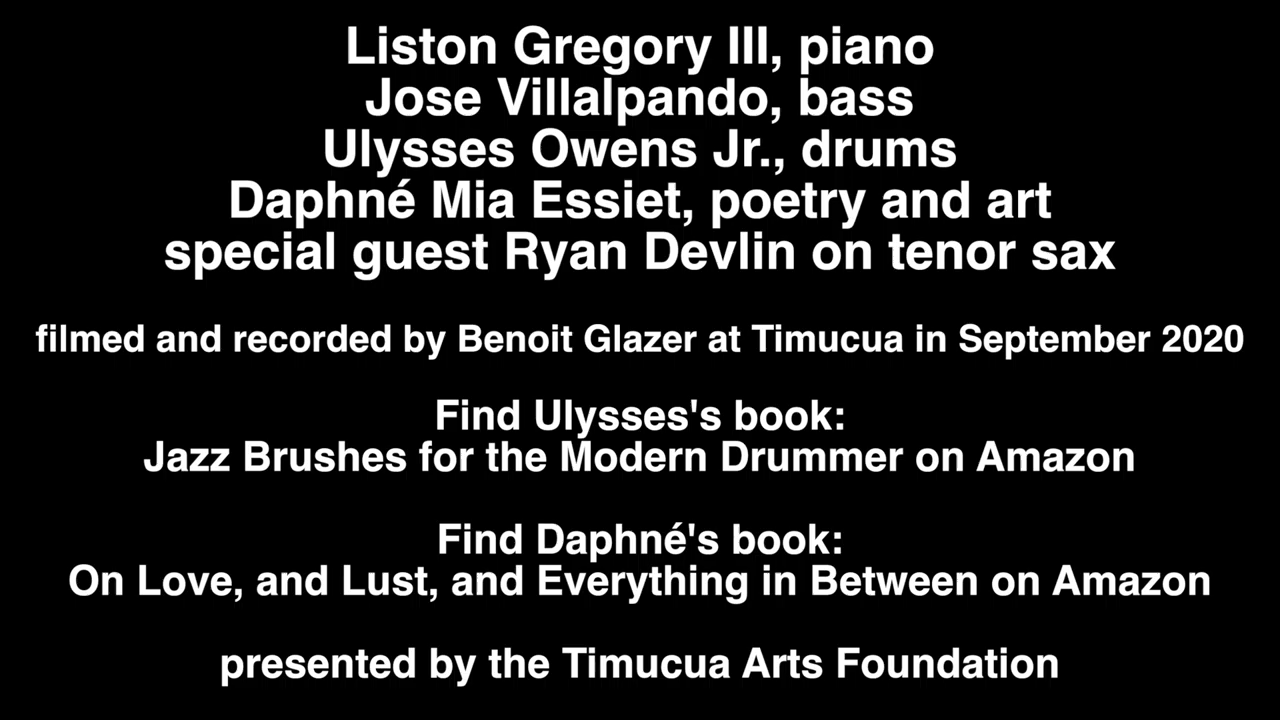 Liston Gregory III, piano
Jose Villalpando, bass
Ulysses Owens Jr., drums
Daphné Mia Essiet, poetry and art
special guest Ryan Devlin on tenor sax
filmed and recorded by Benoit Glazer at Timucua in September 2020
Find Ulysses's book:
Jazz Brushes for the Modern Drummer on Amazon
Find Daphné's book:
On Love, and Lust, and Everything in Between on Amazon
presented by the Timucua Arts Foundation